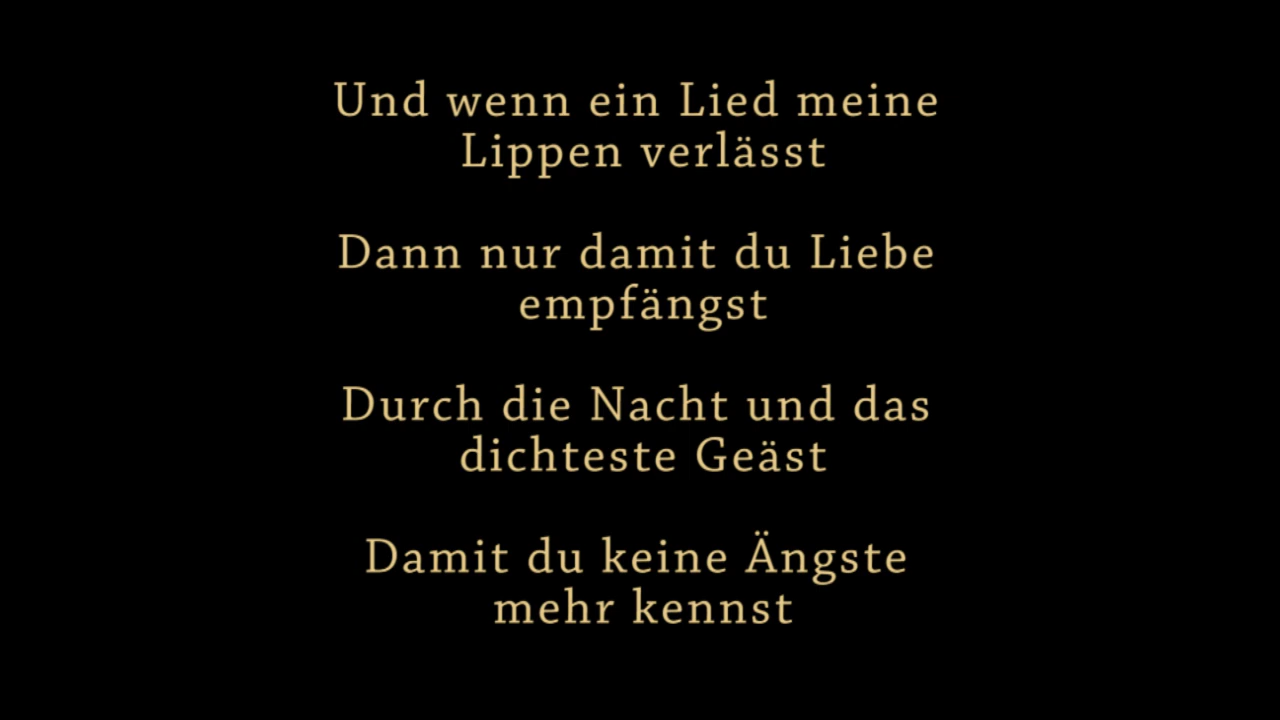 Und wenn ein Lied meine
Lippen verlässt
Dann nur damit du Liebe
empfängst
Durch die Nacht und das
dichteste Geäst
Damit du keine Ängste
mehr kennst